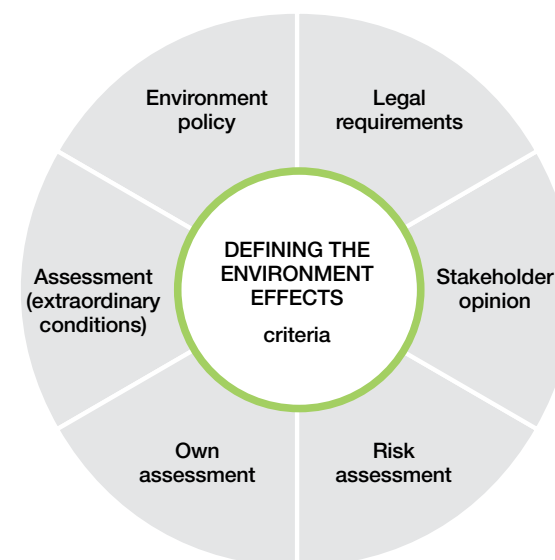 Environment
policy
Legal
requirements
Assessment
(extraordinary
conditions)
DEFINING THE
ENVIRONMENT
EFFECTS
criteria
Stakeholder
opinion
Own
assessment
Risk
assessment